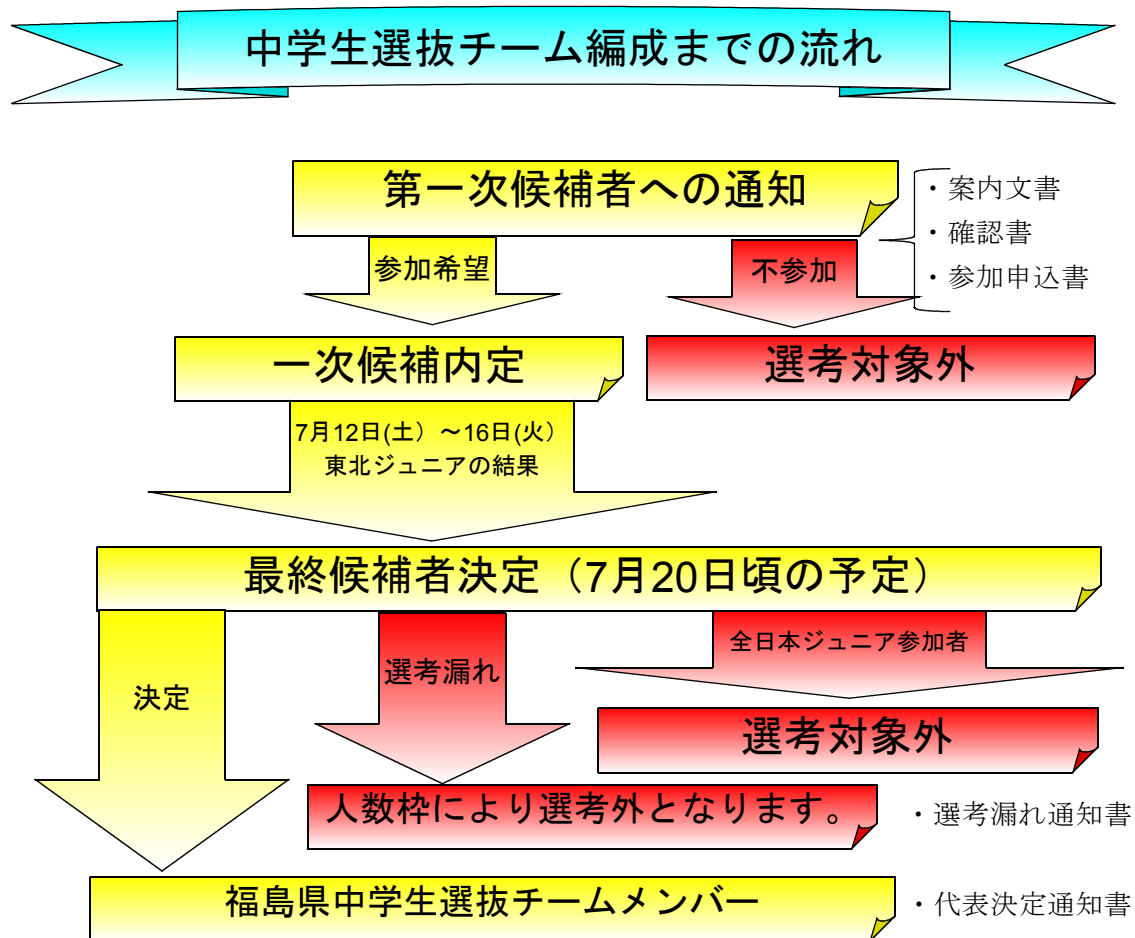 中学生選抜チーム編成までの流れ
第一次候補者への通知
・案内文書
・確認書
・参加申込書
参加希望
不参加
一次候補内定
選考対象外
7月12日(土）～16日(火）
東北ジュニアの結果
最終候補者決定（7月20日頃の予定）
決定
選考漏れ
全日本ジュニア参加者
選考対象外
人数枠により選考外となります。
・選考漏れ通知書
福島県中学生選抜チームメンバー
・代表決定通知書